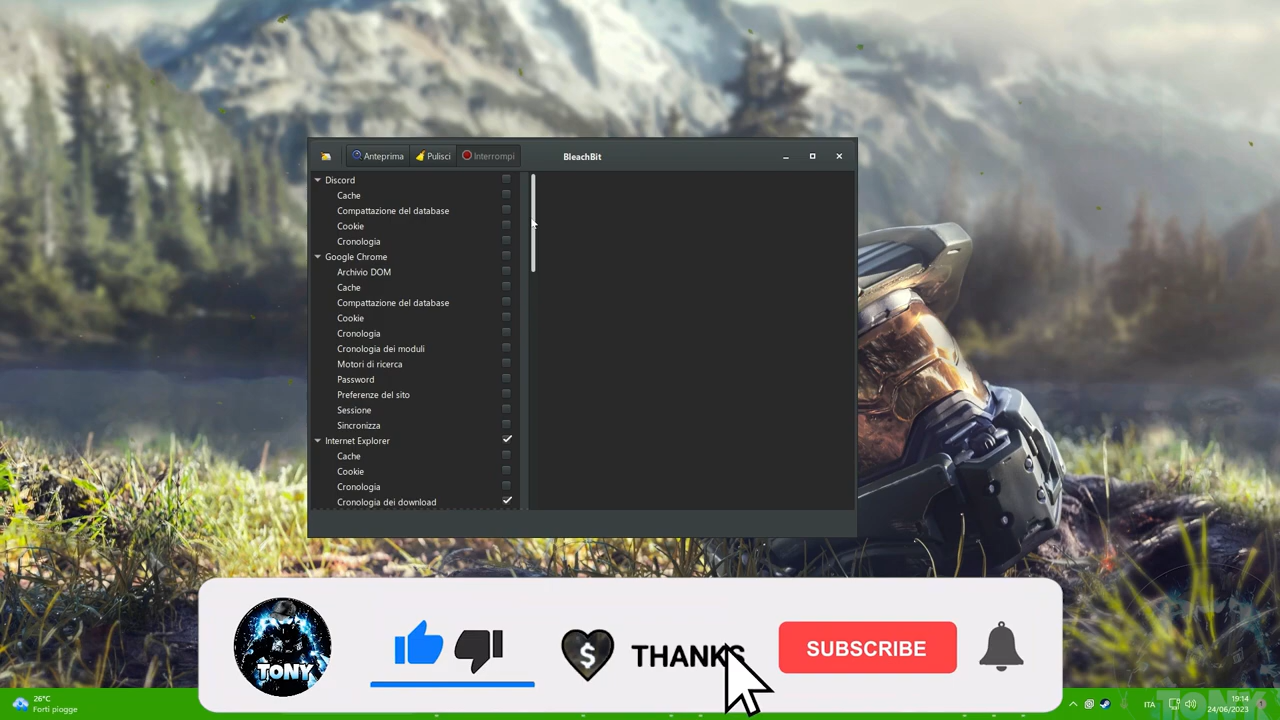 Anteprima Pulisci Interrompi BleachBit
Discord
Cache
Compattazione del database
Cookie
Cronologia
Google Chrome
Archivio DOM
Cache
Compattazione del database
Cookie
Cronologia
Cronologia dei moduli
Motori di ricerca
Password
Preferenze del sito
Sessione
Sincronizza
Internet Explorer
Cache
Cookie
Cronologia
Cronologia dei download
TONY
$
THANKS
SUBSCRIBE
26°C
Forti piogge
ITA
19:14
24/06/2023